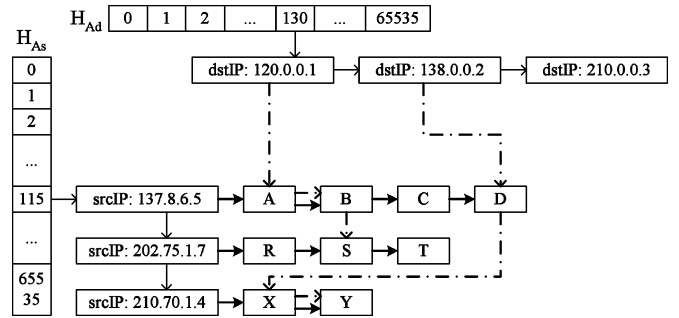 H_Ad 0 1 2 ... 130 ... 65535
H_As
dstIP: 120.0.0.1 dstIP: 138.0.0.2 dstIP: 210.0.0.3
0
1
2
...
115 srcIP: 137.8.6.5 A B C D
... srcIP: 202.75.1.7 R S T
655
35
srcIP: 210.70.1.4 X Y